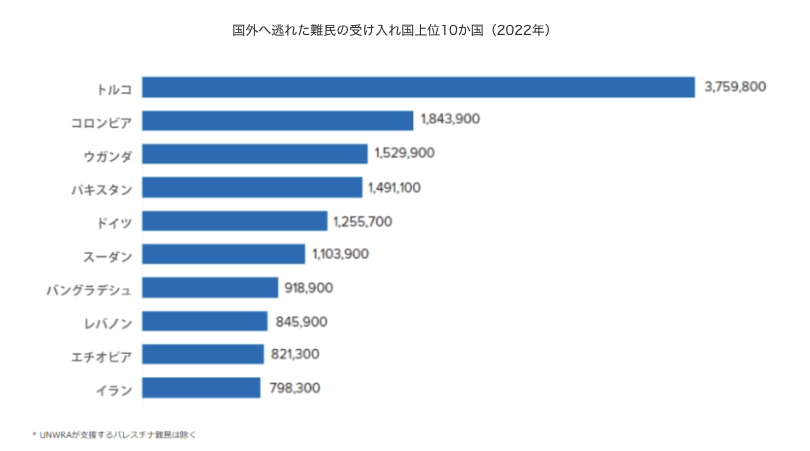 国外へ逃れた難民の受け入れ国上位10か国（2022年）
トルコ 3,759,800
コロンビア 1,843,900
ウガンダ 1,529,900
パキスタン 1,491,100
ドイツ 1,255,700
スーダン 1,103,900
バングラデシュ 918,900
レバノン 845,900
エチオピア 821,300
イラン 798,300
* UNWRAが支援するパレスチナ難民は除く